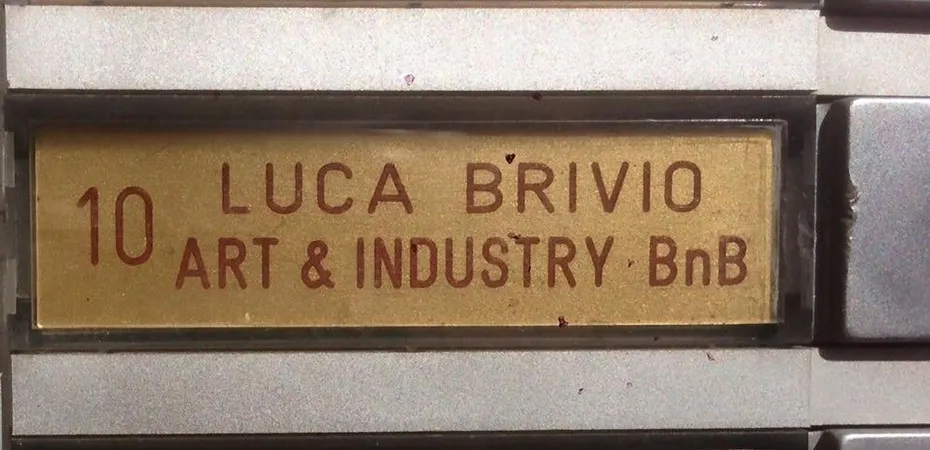 10
LUCA BRIVIO
ART & INDUSTRY BnB